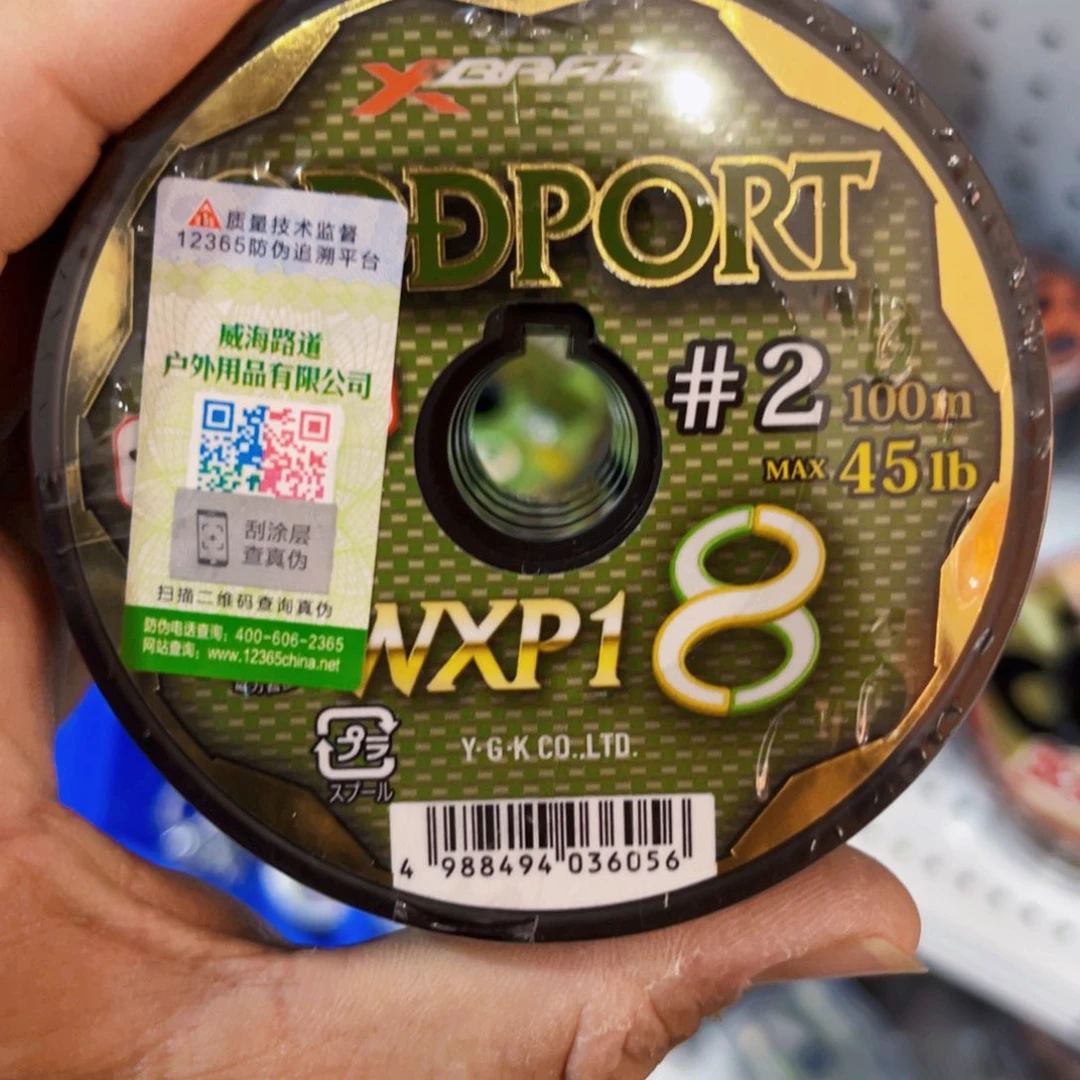 X-BRAID
DPORT
#2 100m
MAX 45 lb
质量技术监督
12365防伪追溯平台
威海路道
户外用品有限公司
刮涂层
查真伪
扫描二维码查询真伪
防伪电话查询：400-606-2365
网站查询：www.12365china.net
WXP1 8
プラ
スプール
Y·G·K CO.,LTD.
4 988494 036056